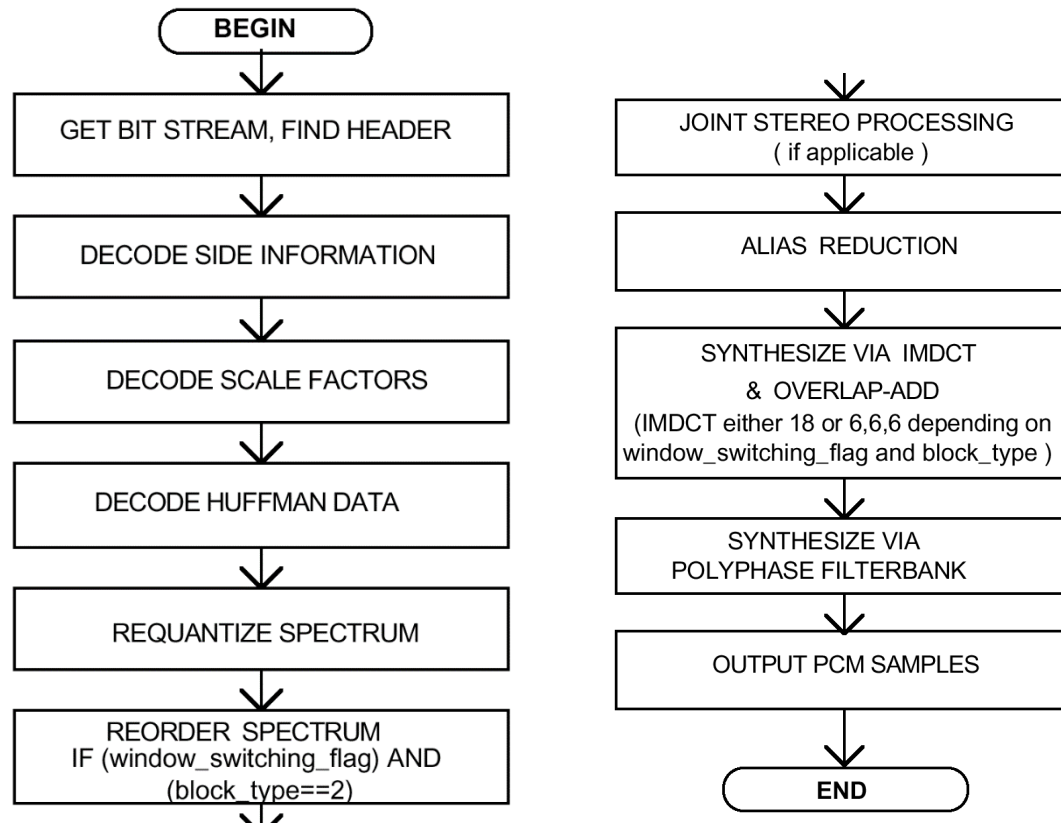 BEGIN
GET BIT STREAM, FIND HEADER
DECODE SIDE INFORMATION
DECODE SCALE FACTORS
DECODE HUFFMAN DATA
REQUANTIZE SPECTRUM
REORDER SPECTRUM
IF (window_switching_flag) AND
(block_type==2)
JOINT STEREO PROCESSING
( if applicable )
ALIAS REDUCTION
SYNTHESIZE VIA IMDCT
& OVERLAP-ADD
(IMDCT either 18 or 6,6,6 depending on
window_switching_flag and block_type )
SYNTHESIZE VIA
POLYPHASE FILTERBANK
OUTPUT PCM SAMPLES
END